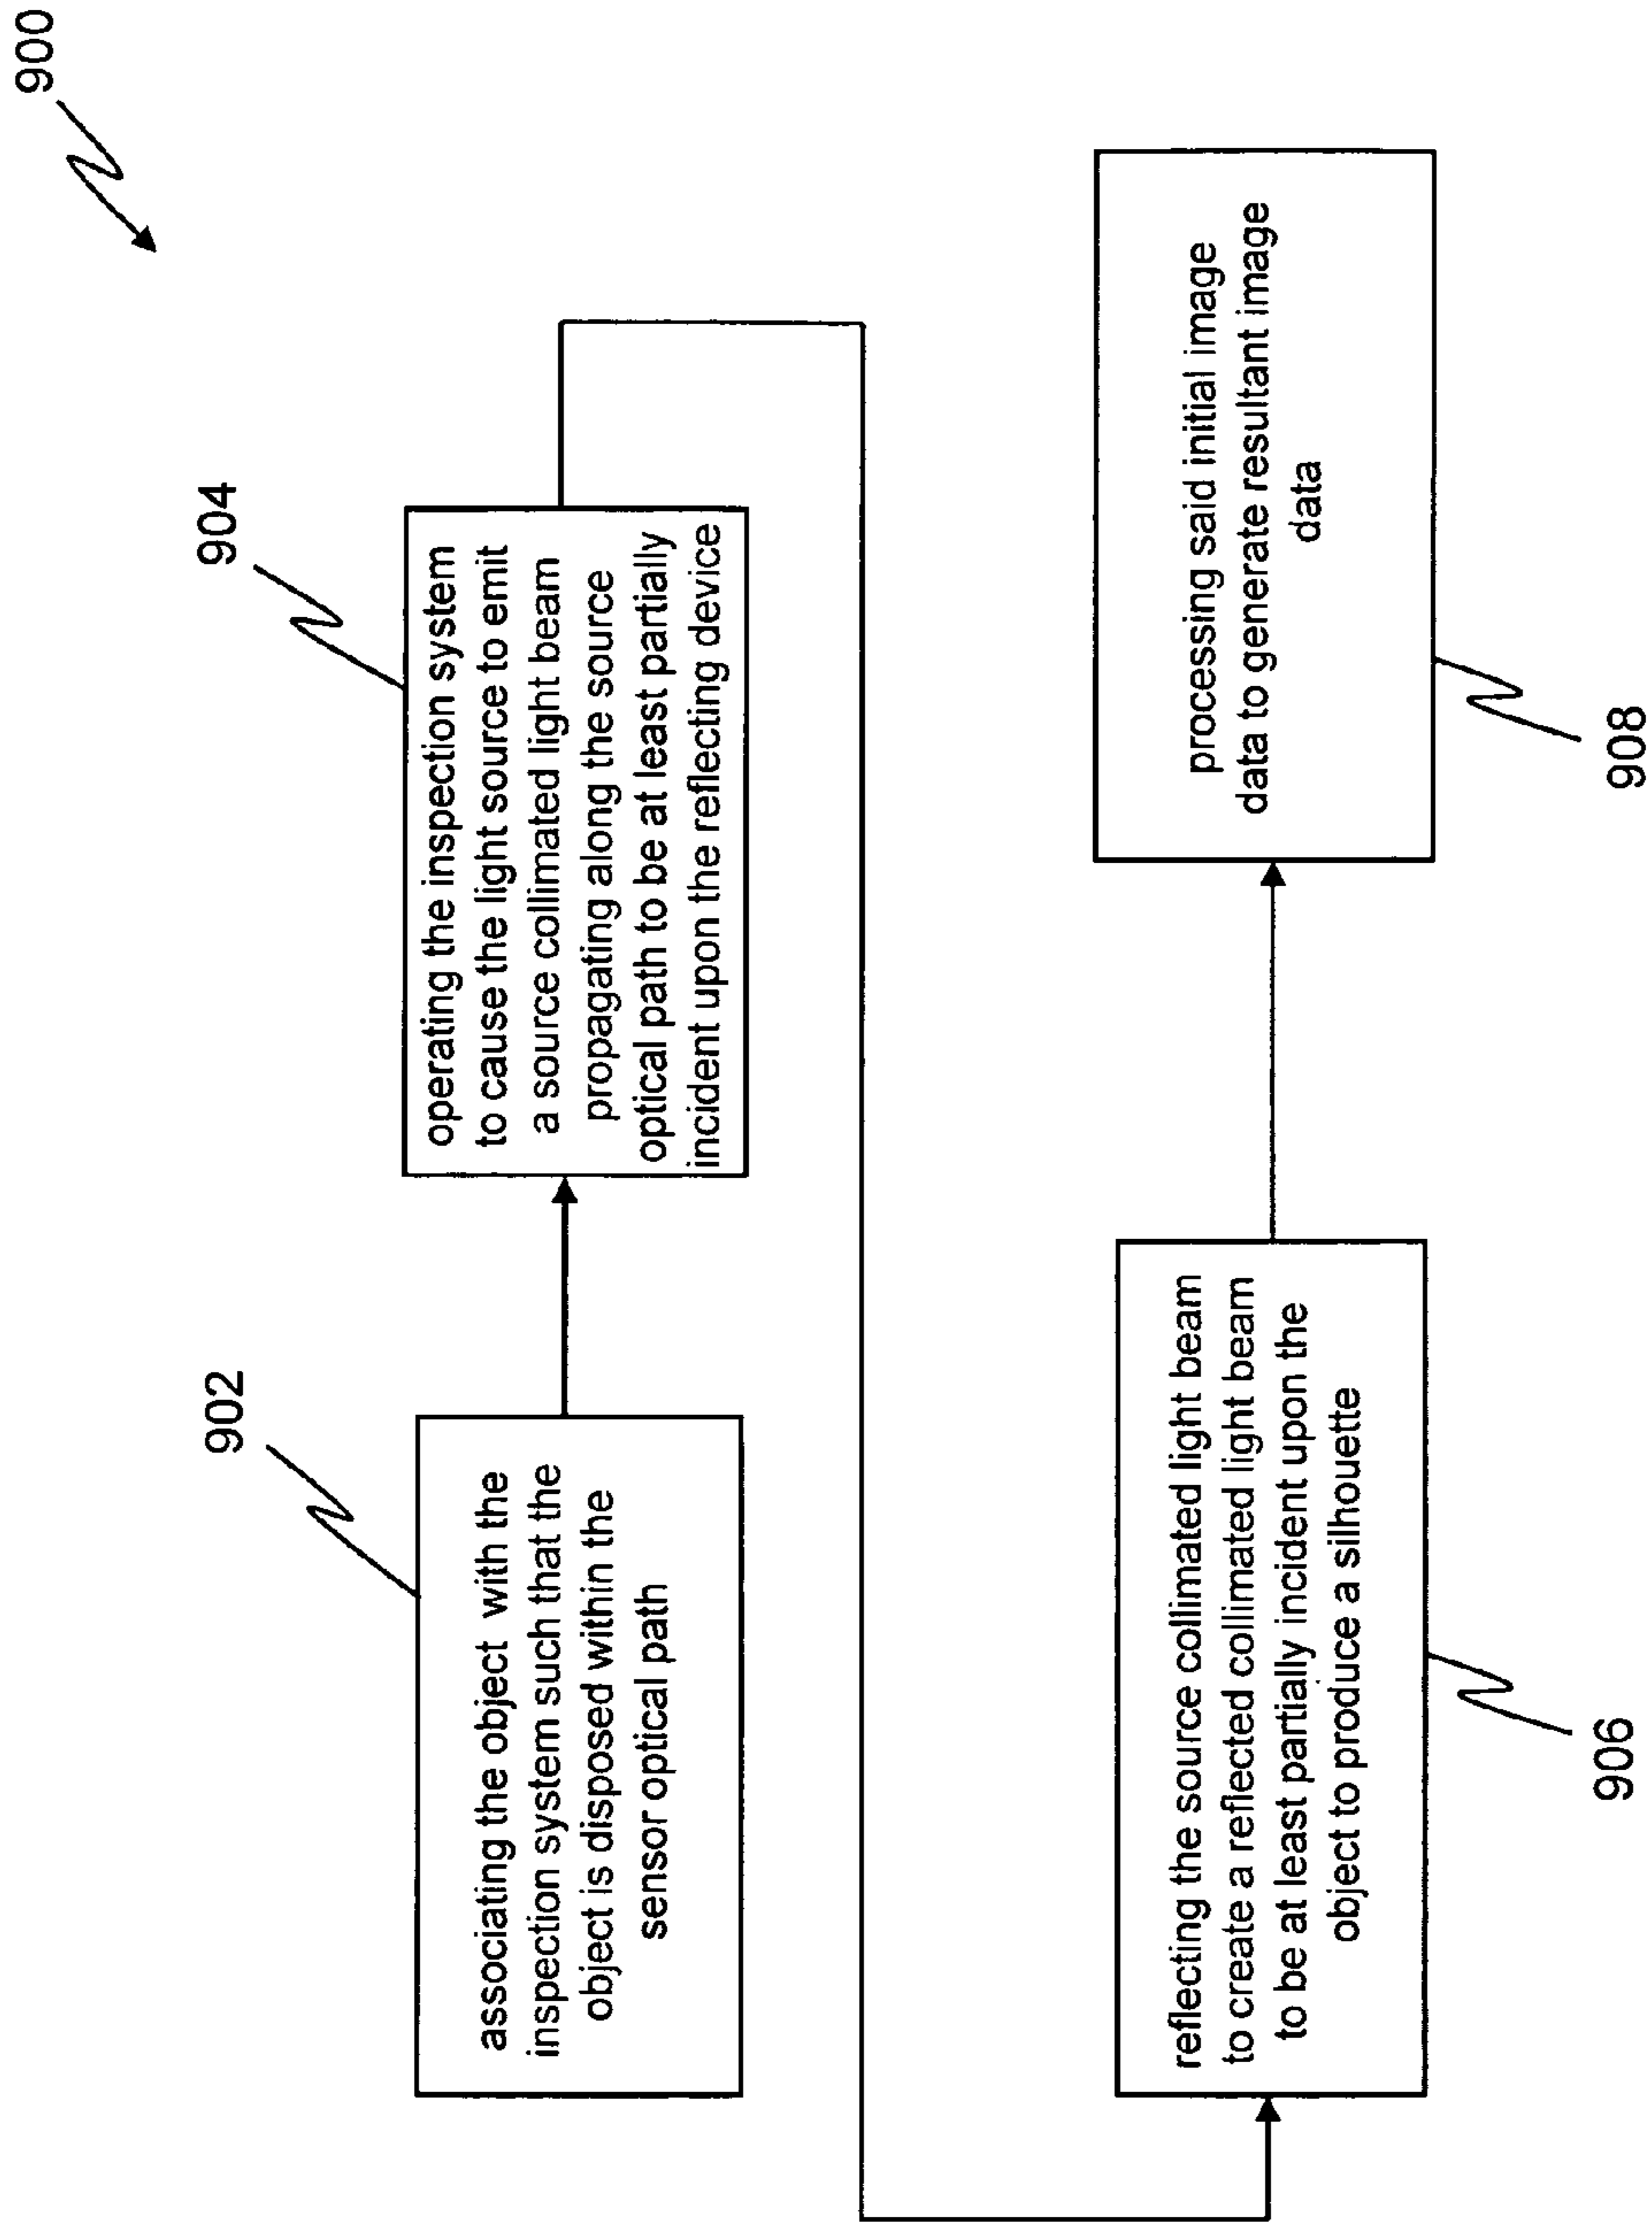 900
902
associating the object with the
inspection system such that the
object is disposed within the
sensor optical path
904
operating the inspection system
to cause the light source to emit
a source collimated light beam
propagating along the source
optical path to be at least partially
incident upon the reflecting device
reflecting the source collimated light beam
to create a reflected collimated light beam
to be at least partially incident upon the
object to produce a silhouette
906
processing said initial image
data to generate resultant image
data
908